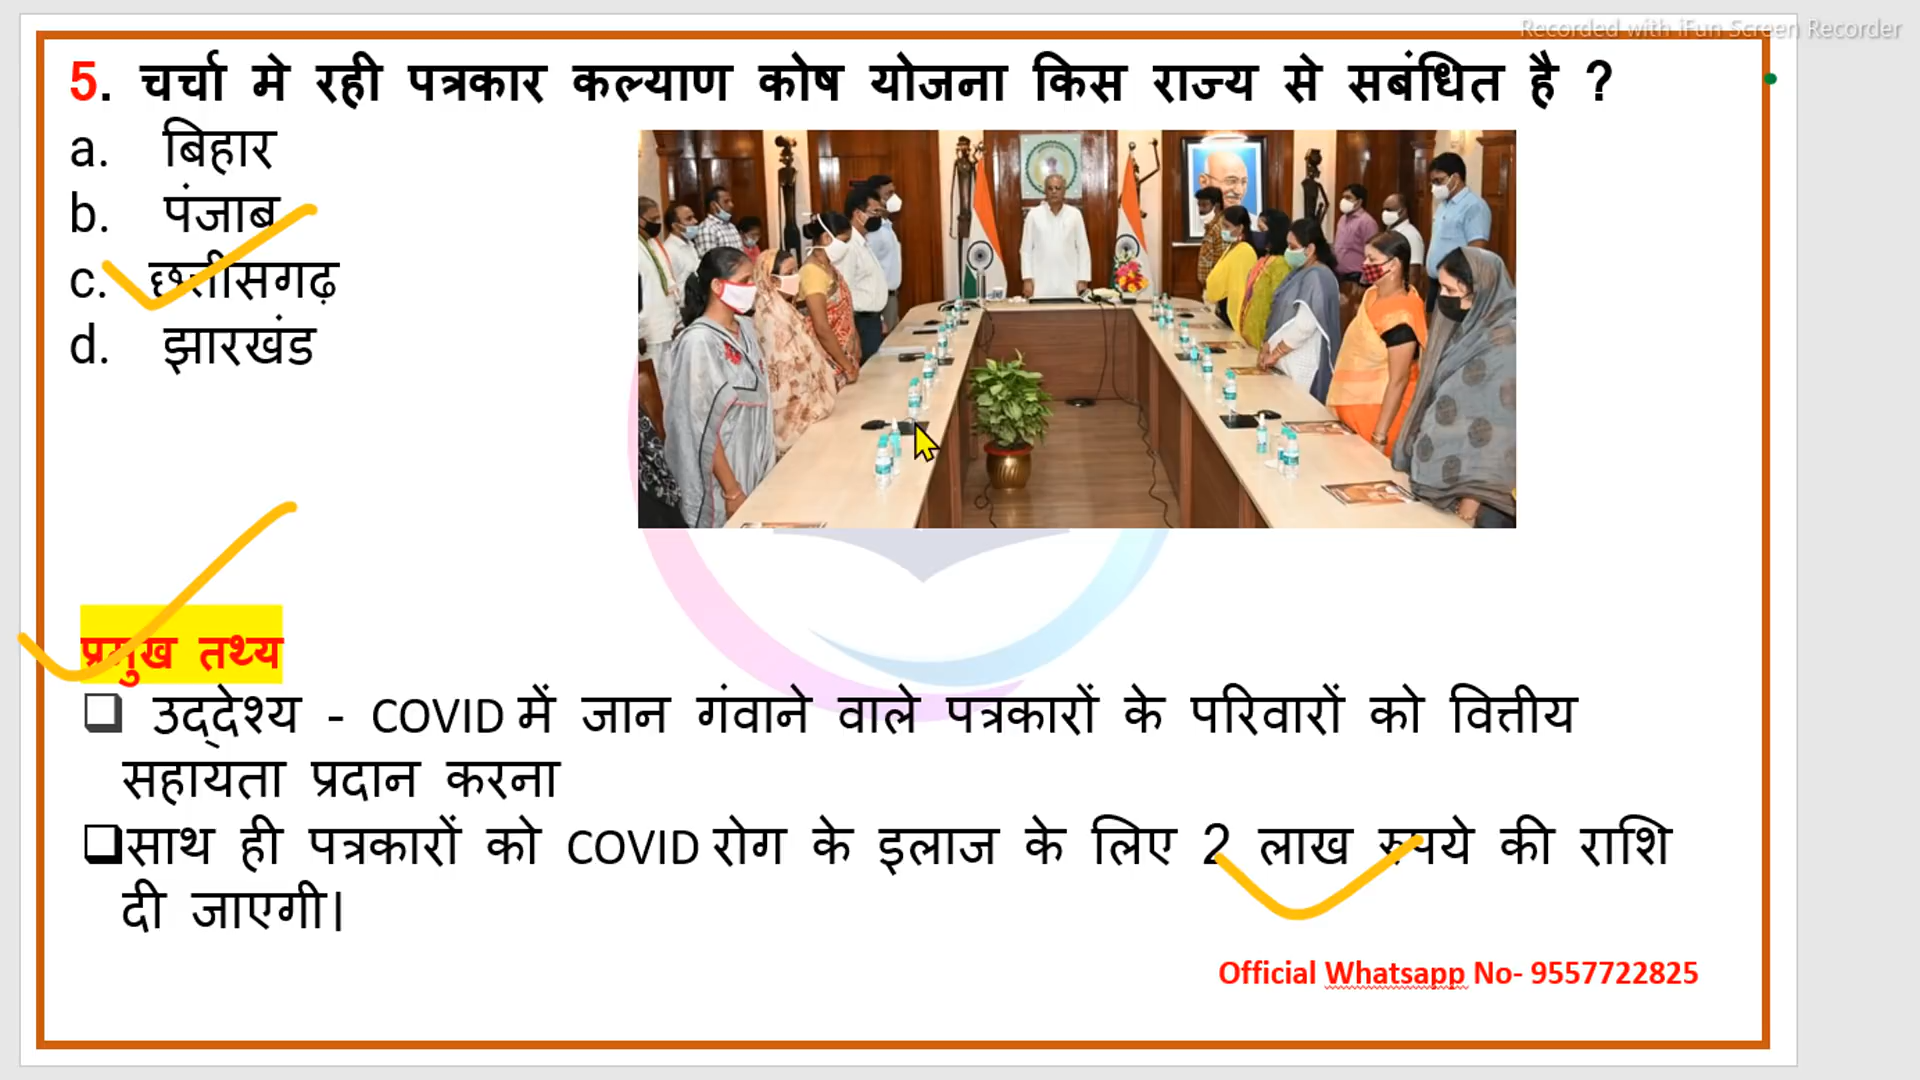 Recorded with iFun Screen Recorder
5. चर्चा मे रही पत्रकार कल्याण कोष योजना किस राज्य से सबंधित है ?
a. बिहार
b. पंजाब
c. छत्तीसगढ़
d. झारखंड
प्रमुख तथ्य
उद्देश्य - COVID में जान गंवाने वाले पत्रकारों के परिवारों को वित्तीय
सहायता प्रदान करना
साथ ही पत्रकारों को COVID रोग के इलाज के लिए 2 लाख रुपये की राशि
दी जाएगी।
Official Whatsapp No- 9557722825